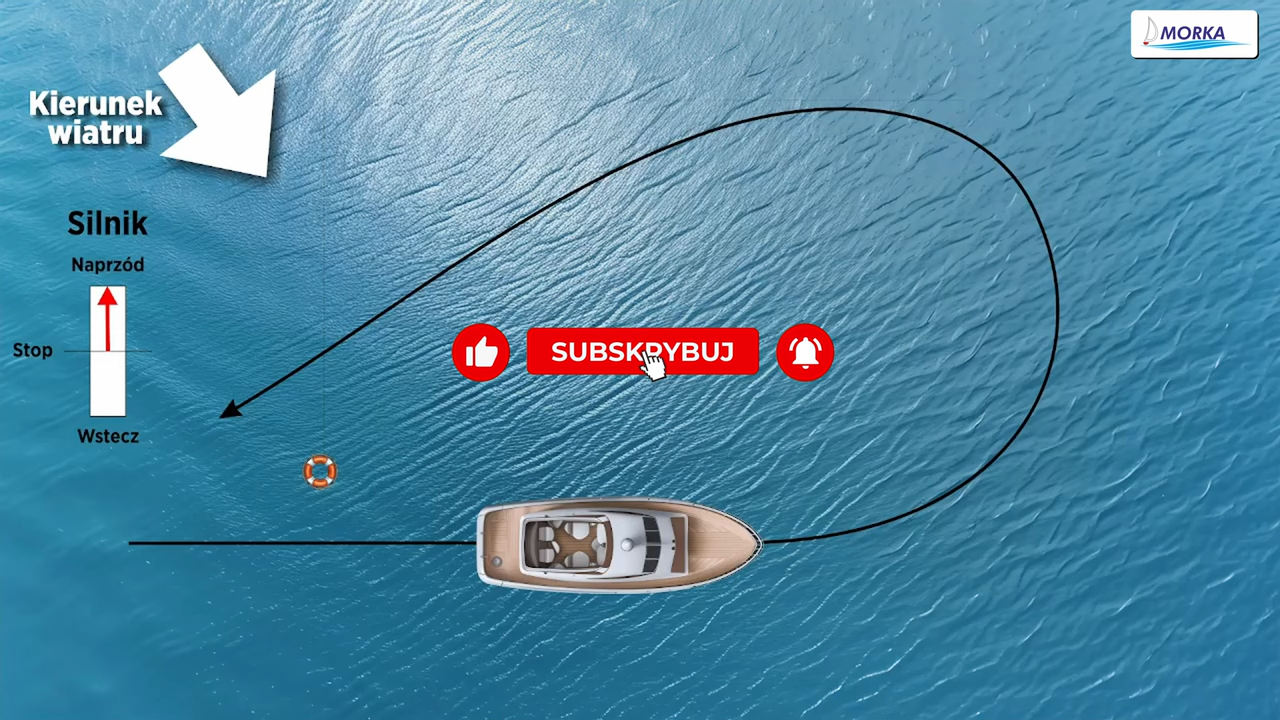 MORKA
Kierunek
wiatru
Silnik
Naprzód
Stop
Wstecz
SUBSKRYBUJ